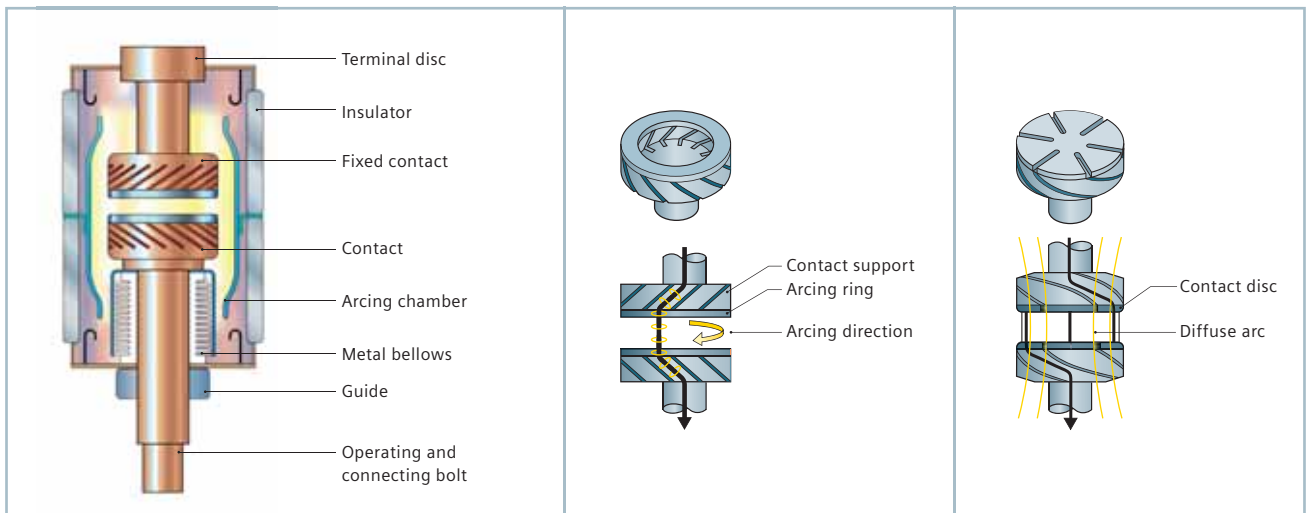 Terminal disc
Insulator
Fixed contact
Contact
Arcing chamber
Metal bellows
Guide
Operating and
connecting bolt
Contact support
Arcing ring
Arcing direction
Contact disc
Diffuse arc